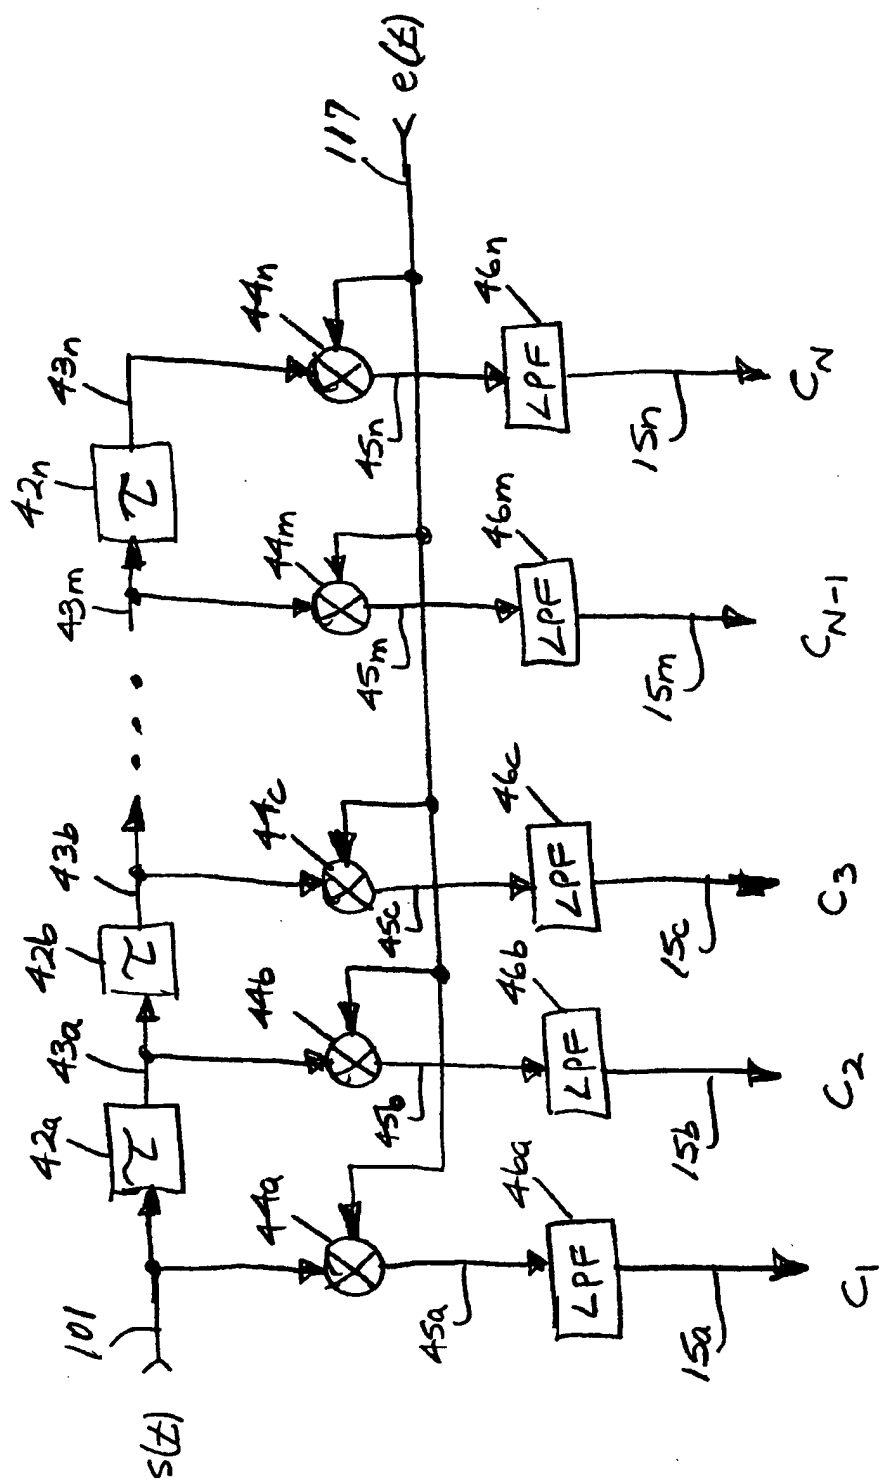 s(t)
101
42a
43a
42b
43b
43m
42n
43n
τ
τ
τ
44a
44b
44c
44m
44n
117
e(t)
45a
45b
45c
45m
45n
46a
46b
46c
46m
46n
LPF
LPF
LPF
LPF
LPF
15a
15b
15c
15m
15n
C1
C2
C3
CN-1
CN